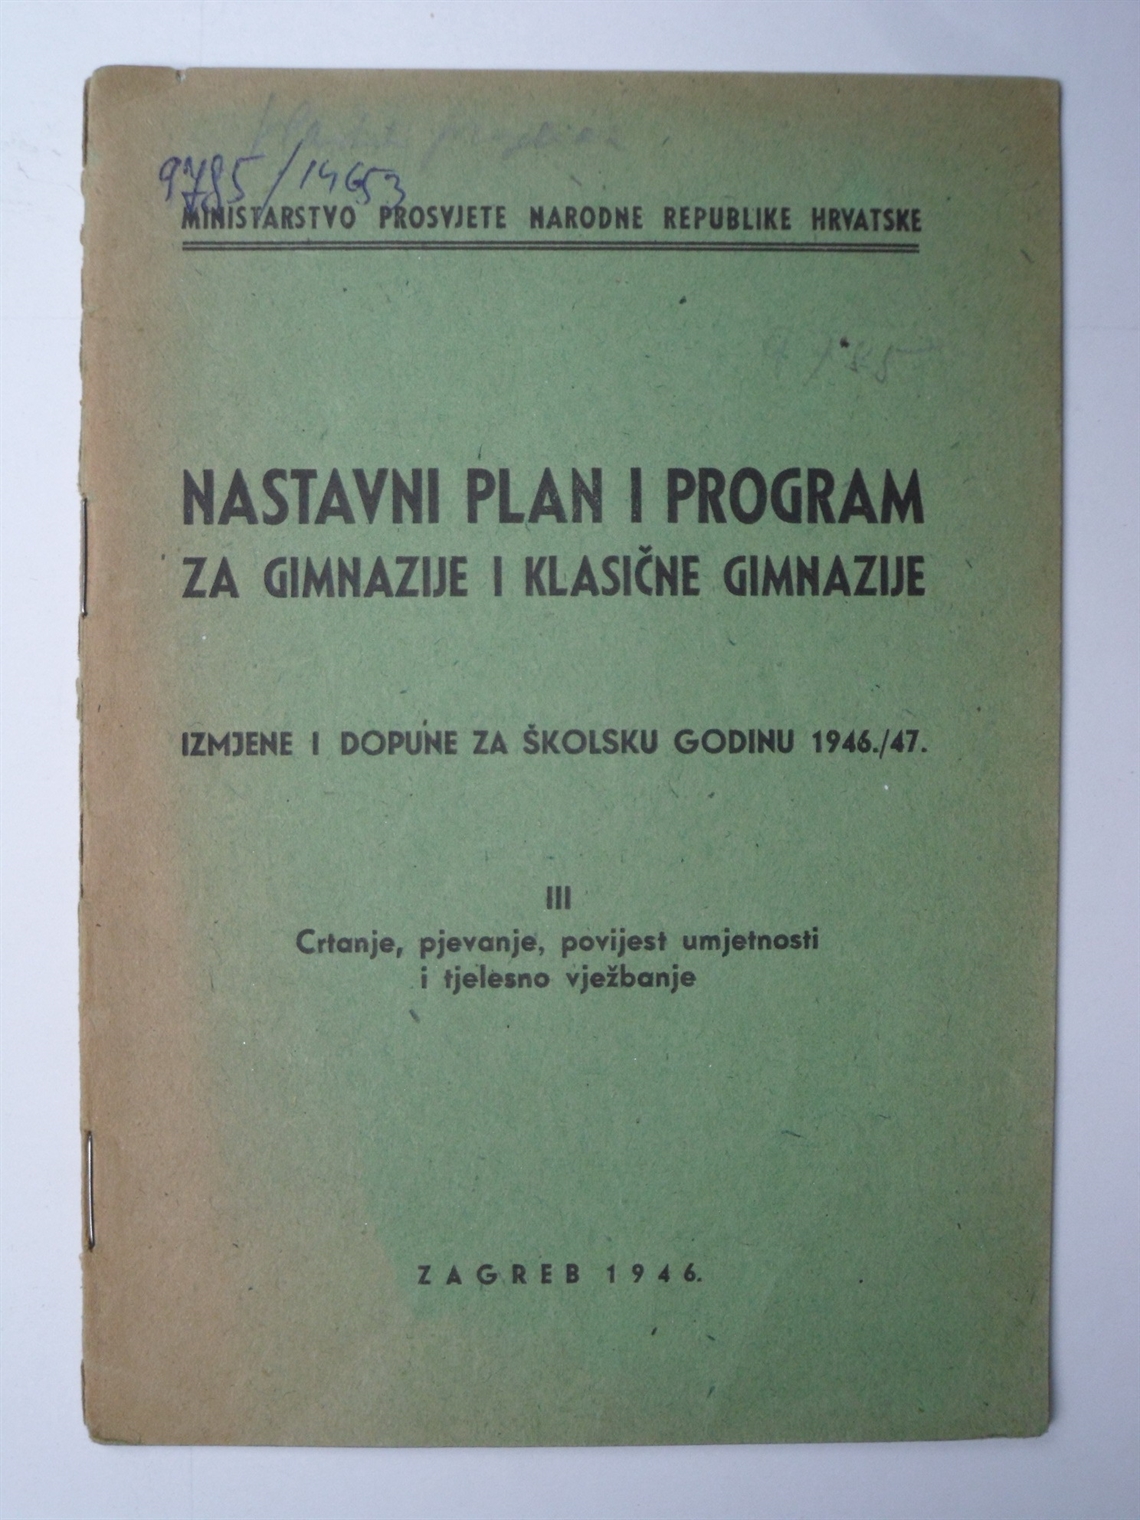 9785/14653
MINISTARSTVO PROSVJETE NARODNE REPUBLIKE HRVATSKE
NASTAVNI PLAN I PROGRAM
ZA GIMNAZIJE I KLASIČNE GIMNAZIJE
IZMJENE I DOPUNE ZA ŠKOLSKU GODINU 1946./47.
III
Crtanje, pjevanje, povijest umjetnosti
i tjelesno vježbanje
ZAGREB 1946.